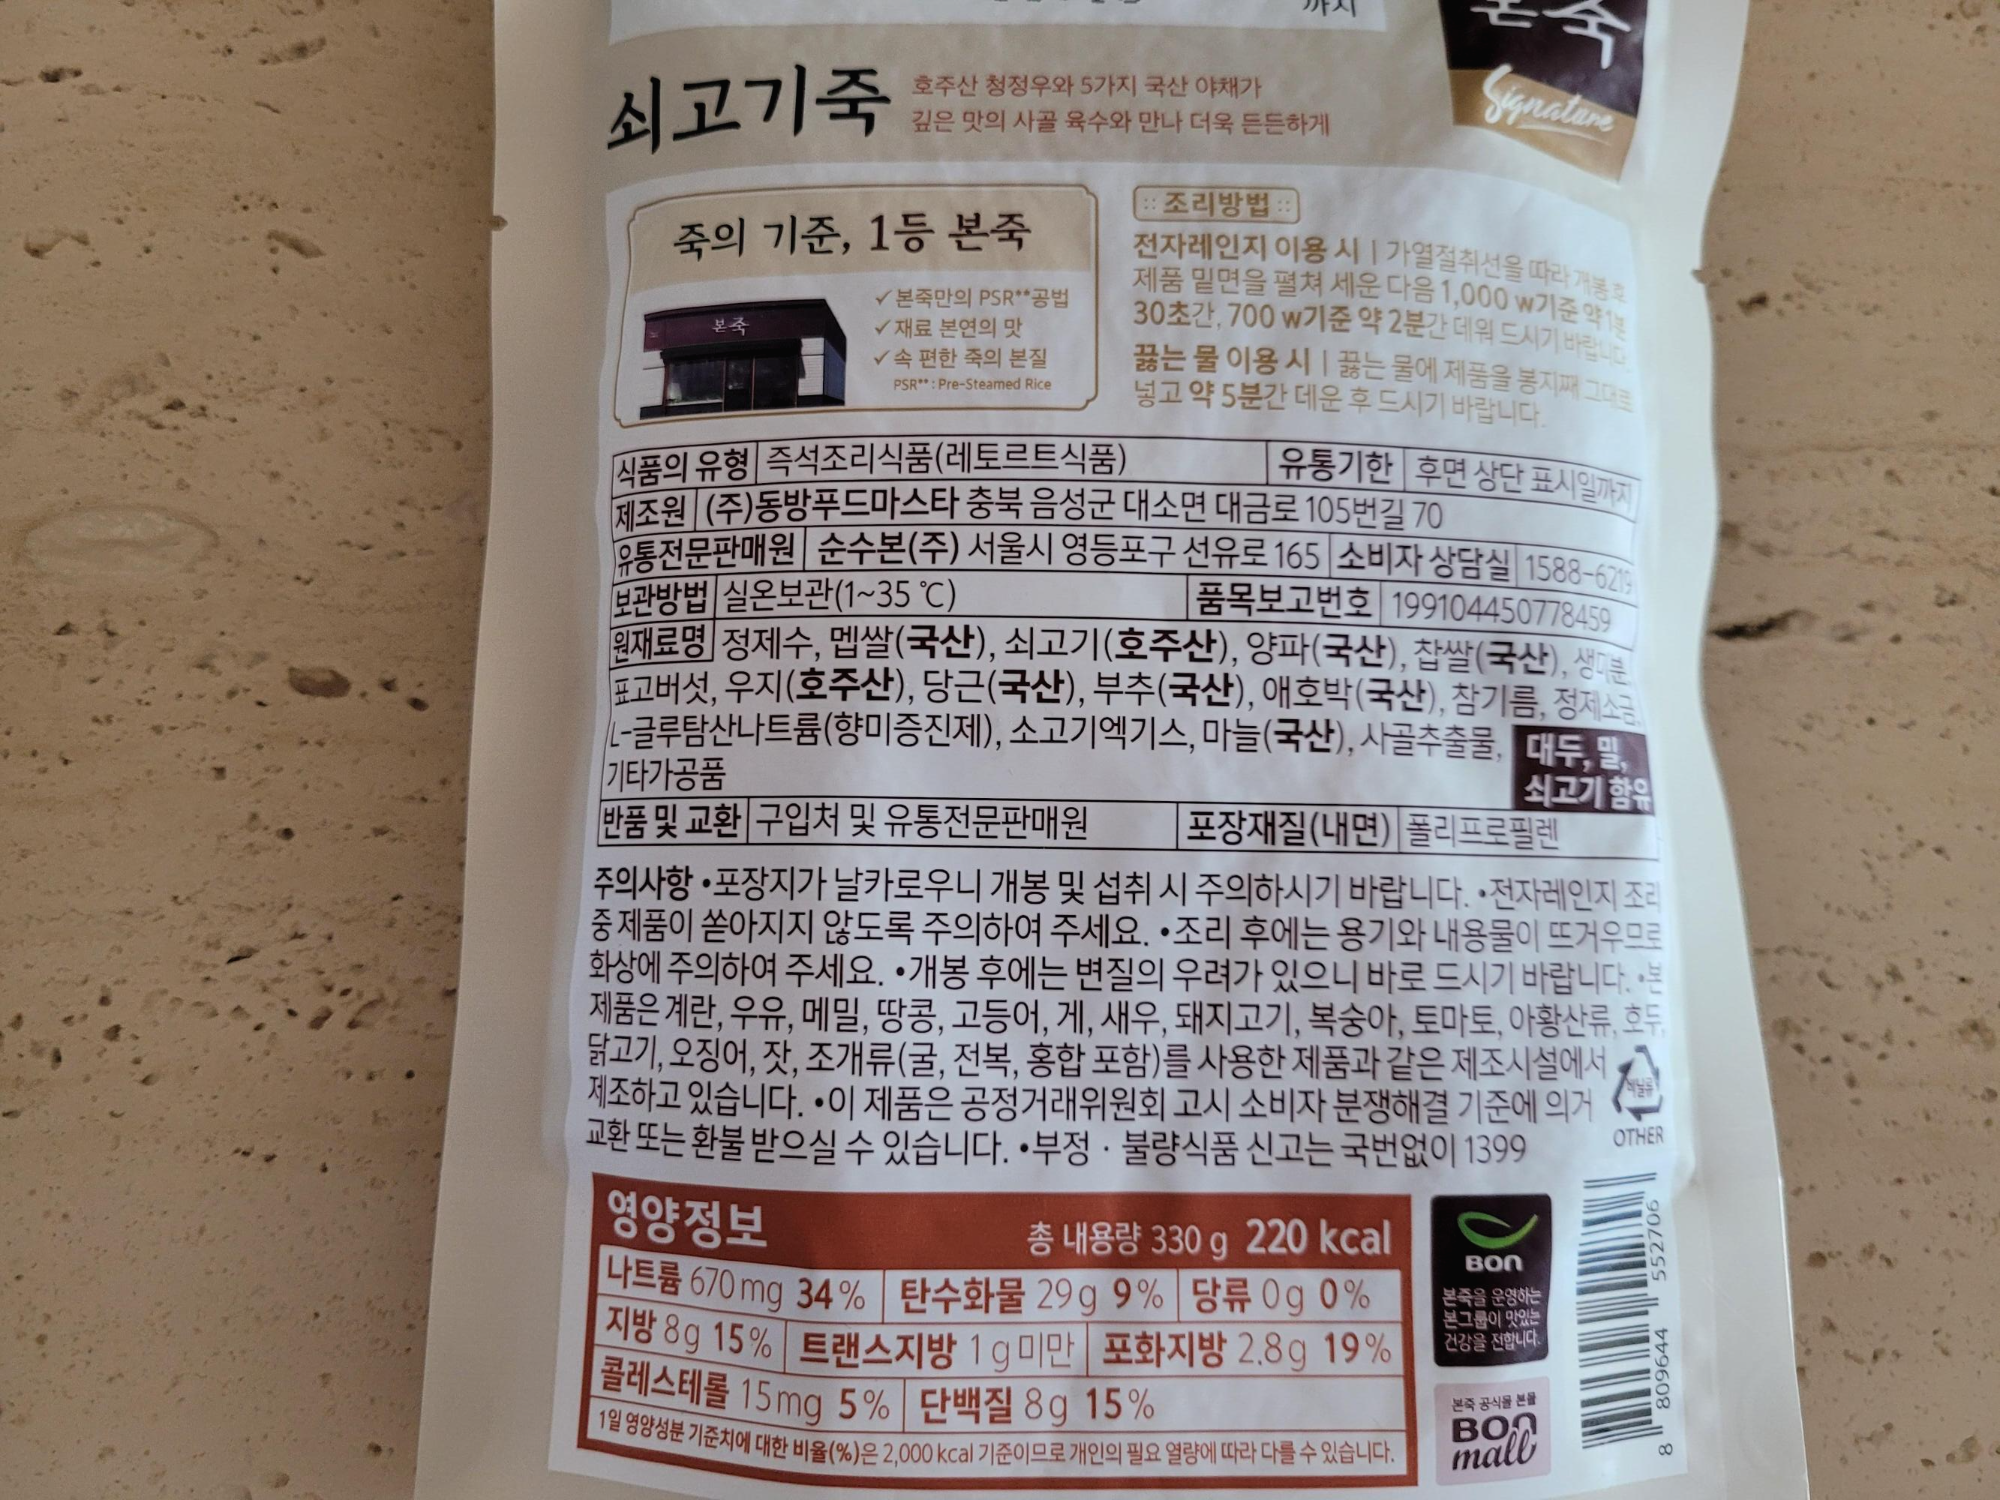 까지
본죽
Signature
쇠고기죽
호주산 청정우와 5가지 국산 야채가
깊은 맛의 사골 육수와 만나 더욱 든든하게
죽의 기준, 1등 본죽
본죽
✓본죽만의 PSR**공법
✓재료 본연의 맛
✓속 편한 죽의 본질
PSR** : Pre-Steamed Rice
조리방법
전자레인지 이용 시 | 가열절취선을 따라 개봉 후
제품 밑면을 펼쳐 세운 다음 1,000 w기준 약 1분
30초간, 700 w기준 약 2분간 데워 드시기 바랍니다.
끓는 물 이용 시 | 끓는 물에 제품을 봉지째 그대로
넣고 약 5분간 데운 후 드시기 바랍니다.
식품의 유형 즉석조리식품(레토르트식품) 유통기한 후면 상단 표시일까지
제조원 (주)동방푸드마스타 충북 음성군 대소면 대금로 105번길 70
유통전문판매원 순수본(주) 서울시 영등포구 선유로 165 소비자 상담실 1588-6219
보관방법 실온보관(1~35 ℃) 품목보고번호 199104450778459
원재료명 정제수, 멥쌀(국산), 쇠고기(호주산), 양파(국산), 찹쌀(국산), 생미분,
표고버섯, 우지(호주산), 당근(국산), 부추(국산), 애호박(국산), 참기름, 정제소금,
L-글루탐산나트륨(향미증진제), 소고기엑기스, 마늘(국산), 사골추출물,
기타가공품
대두, 밀,
쇠고기 함유
반품 및 교환 구입처 및 유통전문판매원 포장재질(내면) 폴리프로필렌
주의사항 •포장지가 날카로우니 개봉 및 섭취 시 주의하시기 바랍니다. •전자레인지 조리
중 제품이 쏟아지지 않도록 주의하여 주세요. •조리 후에는 용기와 내용물이 뜨거우므로
화상에 주의하여 주세요. •개봉 후에는 변질의 우려가 있으니 바로 드시기 바랍니다. •본
제품은 계란, 우유, 메밀, 땅콩, 고등어, 게, 새우, 돼지고기, 복숭아, 토마토, 아황산류, 호두,
닭고기, 오징어, 잣, 조개류(굴, 전복, 홍합 포함)를 사용한 제품과 같은 제조시설에서
제조하고 있습니다. •이 제품은 공정거래위원회 고시 소비자 분쟁해결 기준에 의거
교환 또는 환불 받으실 수 있습니다. •부정 · 불량식품 신고는 국번없이 1399
비닐류
OTHER
영양정보 총 내용량 330 g 220 kcal
나트륨 670 mg 34 % 탄수화물 29 g 9 % 당류 0 g 0 %
지방 8 g 15 % 트랜스지방 1 g 미만 포화지방 2.8 g 19 %
콜레스테롤 15 mg 5 % 단백질 8 g 15 %
1일 영양성분 기준치에 대한 비율(%)은 2,000 kcal 기준이므로 개인의 필요 열량에 따라 다를 수 있습니다.
BON
본죽을 운영하는
본그룹이 맛있는
건강을 전합니다.
본죽 공식몰 본몰
BON
mall
8 809644 552706